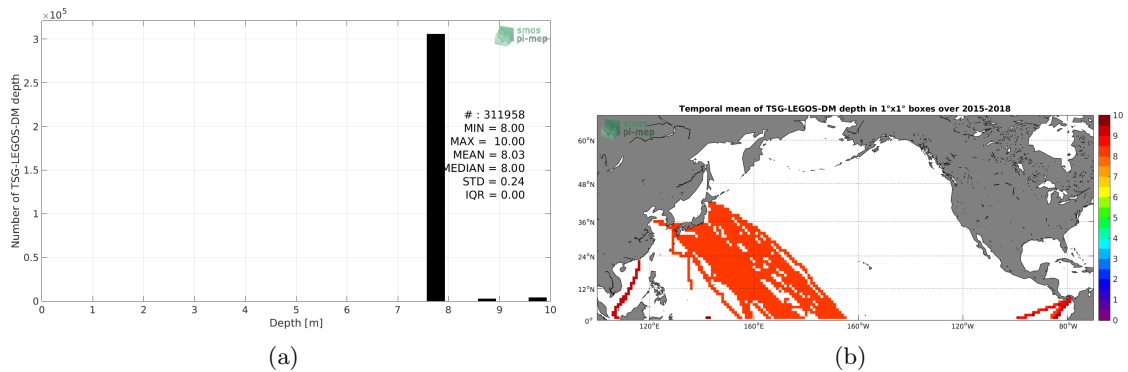 ×10⁵
3
2.5
2
1.5
1
0.5
0
Number of TSG-LEGOS-DM depth
smos
pi-mep
# : 311958
MIN = 8.00
MAX = 10.00
MEAN = 8.03
MEDIAN = 8.00
STD = 0.24
IQR = 0.00
0 1 2 3 4 5 6 7 8 9 10
Depth [m]
(a)
Temporal mean of TSG-LEGOS-DM depth in 1°x1° boxes over 2015-2018
smos
pi-mep
60°N
48°N
36°N
24°N
12°N
0°
120°E 160°E 160°W 120°W 80°W
10
9
8
7
6
5
4
3
2
1
0
(b)